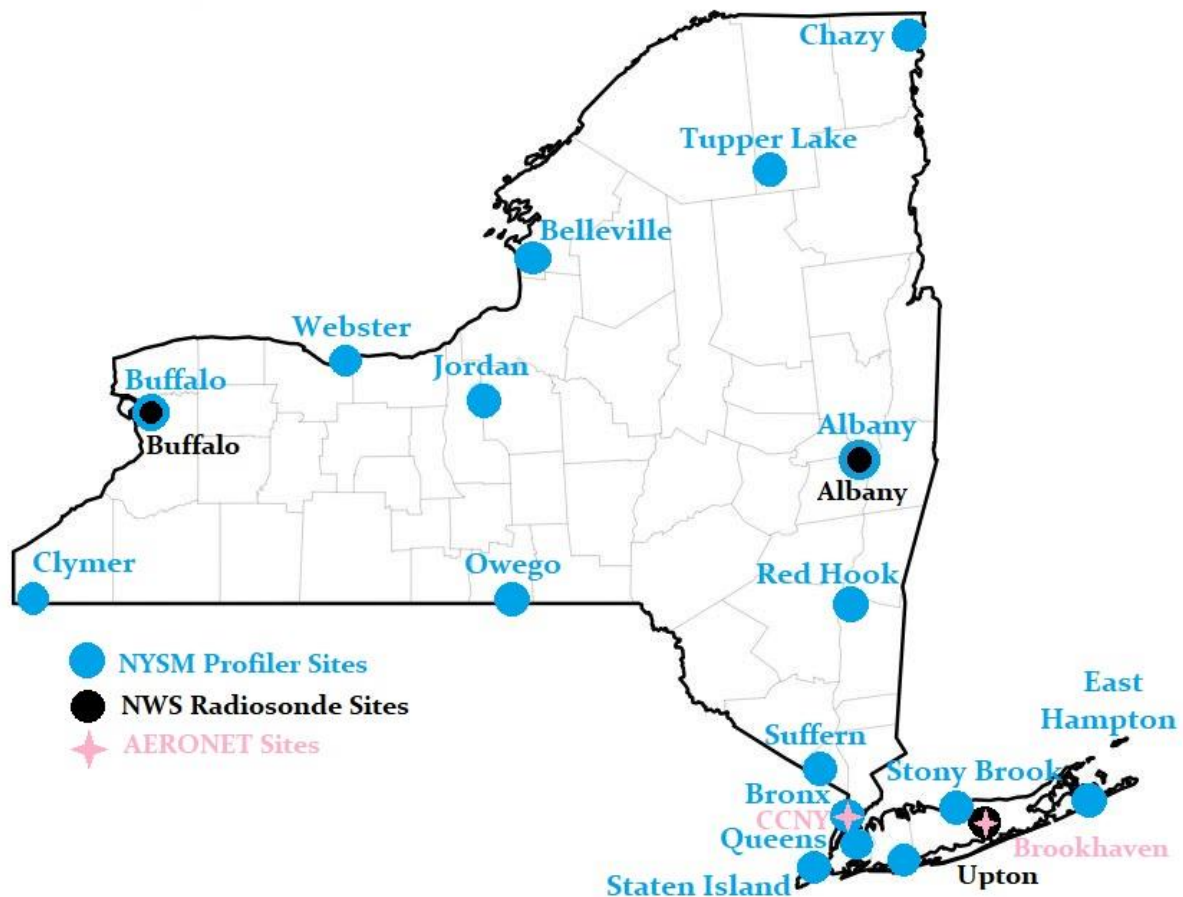 Chazy
Tupper Lake
Belleville
Webster
Jordan
Buffalo
Buffalo
Albany
Albany
Clymer
Owego
Red Hook
NYSM Profiler Sites
NWS Radiosonde Sites
AERONET Sites
East
Hampton
Suffern
Stony Brook
Bronx
CCNY
Queens
Brookhaven
Upton
Staten Island